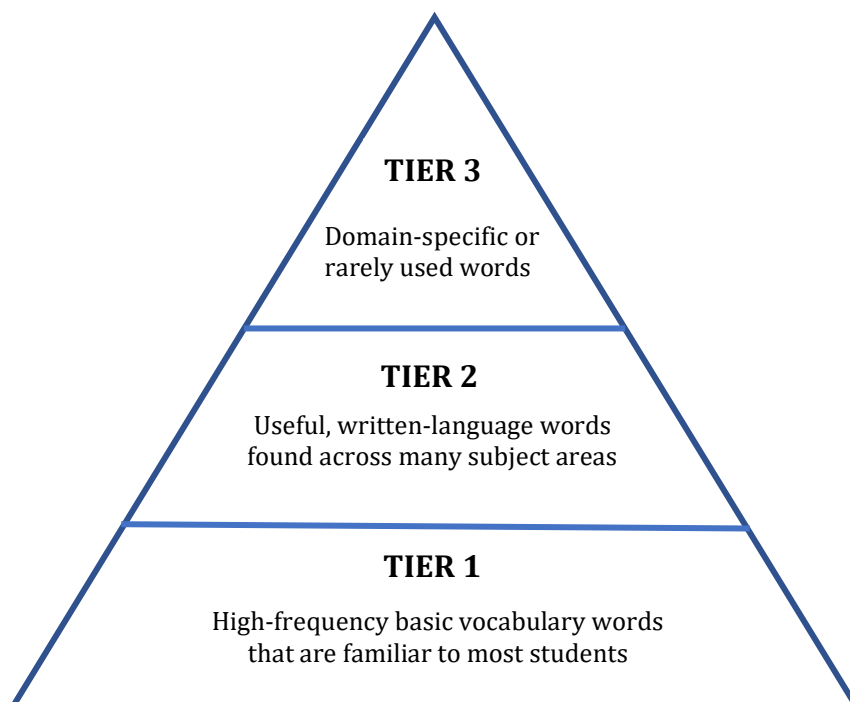 TIER 3
Domain-specific or
rarely used words
TIER 2
Useful, written-language words
found across many subject areas
TIER 1
High-frequency basic vocabulary words
that are familiar to most students